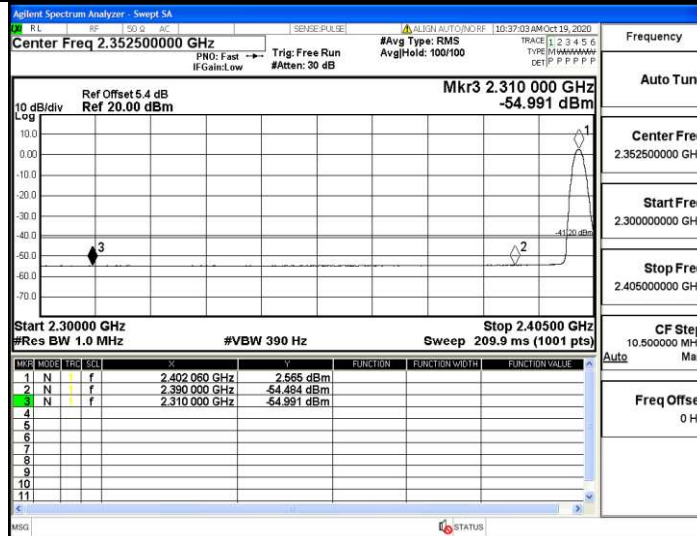 Agilent Spectrum Analyzer - Swept SA
RL RF 50 Ω AC SENSE:PULSE ALIGN AUTO/NO RF 10:37:03 AM Oct 19, 2020
Center Freq 2.352500000 GHz
PNO: Fast
IFGain:Low
Trig: Free Run
#Atten: 30 dB
#Avg Type: RMS
Avg|Hold: 100/100
TRACE 1 2 3 4 5 6
TYPE M
DET P P P P P P
Ref Offset 5.4 dB
Ref 20.00 dBm
10 dB/div
Log
Mkr3 2.310 000 GHz
-54.991 dBm
10.0
0.00
-10.0
-20.0
-30.0
-40.0
-50.0
-60.0
-70.0
1
2
3
-41.20 dBm
Start 2.30000 GHz
Stop 2.40500 GHz
#Res BW 1.0 MHz
#VBW 390 Hz
Sweep 209.9 ms (1001 pts)
MKR MODE TRC SCL X Y FUNCTION FUNCTION WIDTH FUNCTION VALUE
1 N 1 f 2.402 060 GHz 2.565 dBm
2 N 1 f 2.390 000 GHz -54.484 dBm
3 N 1 f 2.310 000 GHz -54.991 dBm
4
5
6
7
8
9
10
11
MSG
STATUS
Frequency
Auto Tun
Center Fre
2.352500000 GH
Start Fre
2.300000000 GH
Stop Fre
2.405000000 GH
CF Step
10.500000 MH
Auto Ma
Freq Offse
0 H